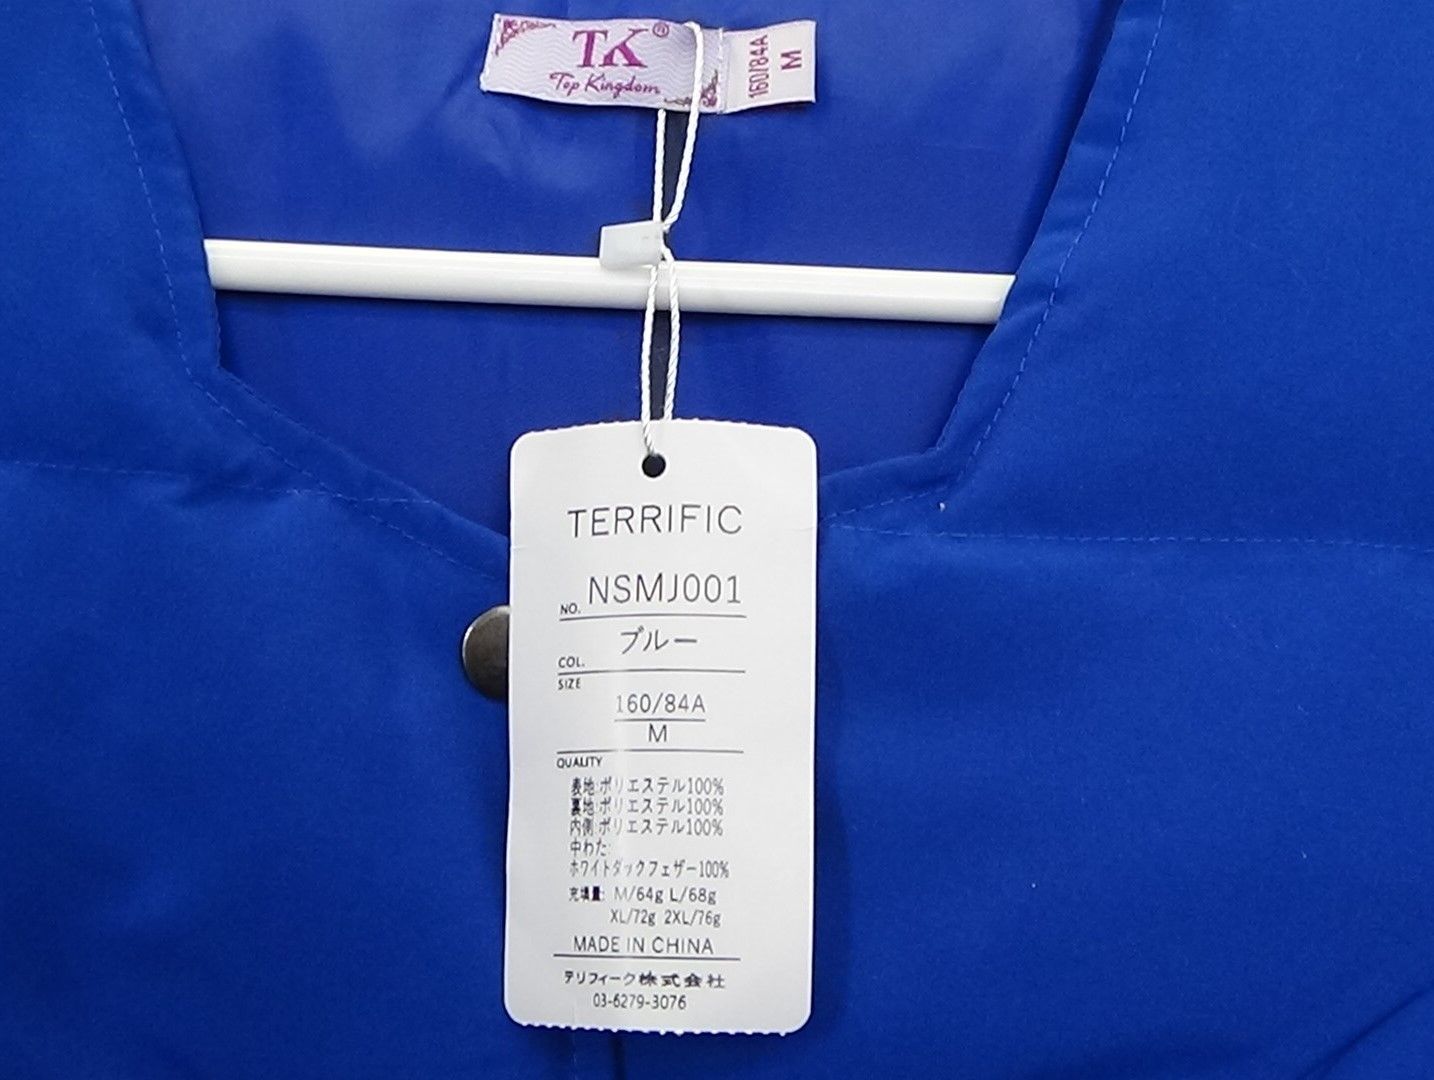 TK®
Top Kingdom
160/84A
M
TERRIFIC
NO. NSMJ001
COL. ブルー
SIZE
160/84A
M
QUALITY
表地:ポリエステル100%
裏地:ポリエステル100%
内側:ポリエステル100%
中わた:
ホワイトダックフェザー100%
充填量: M/64g L/68g
XL/72g 2XL/76g
MADE IN CHINA
テリフィーク株式会社
03-6279-3076